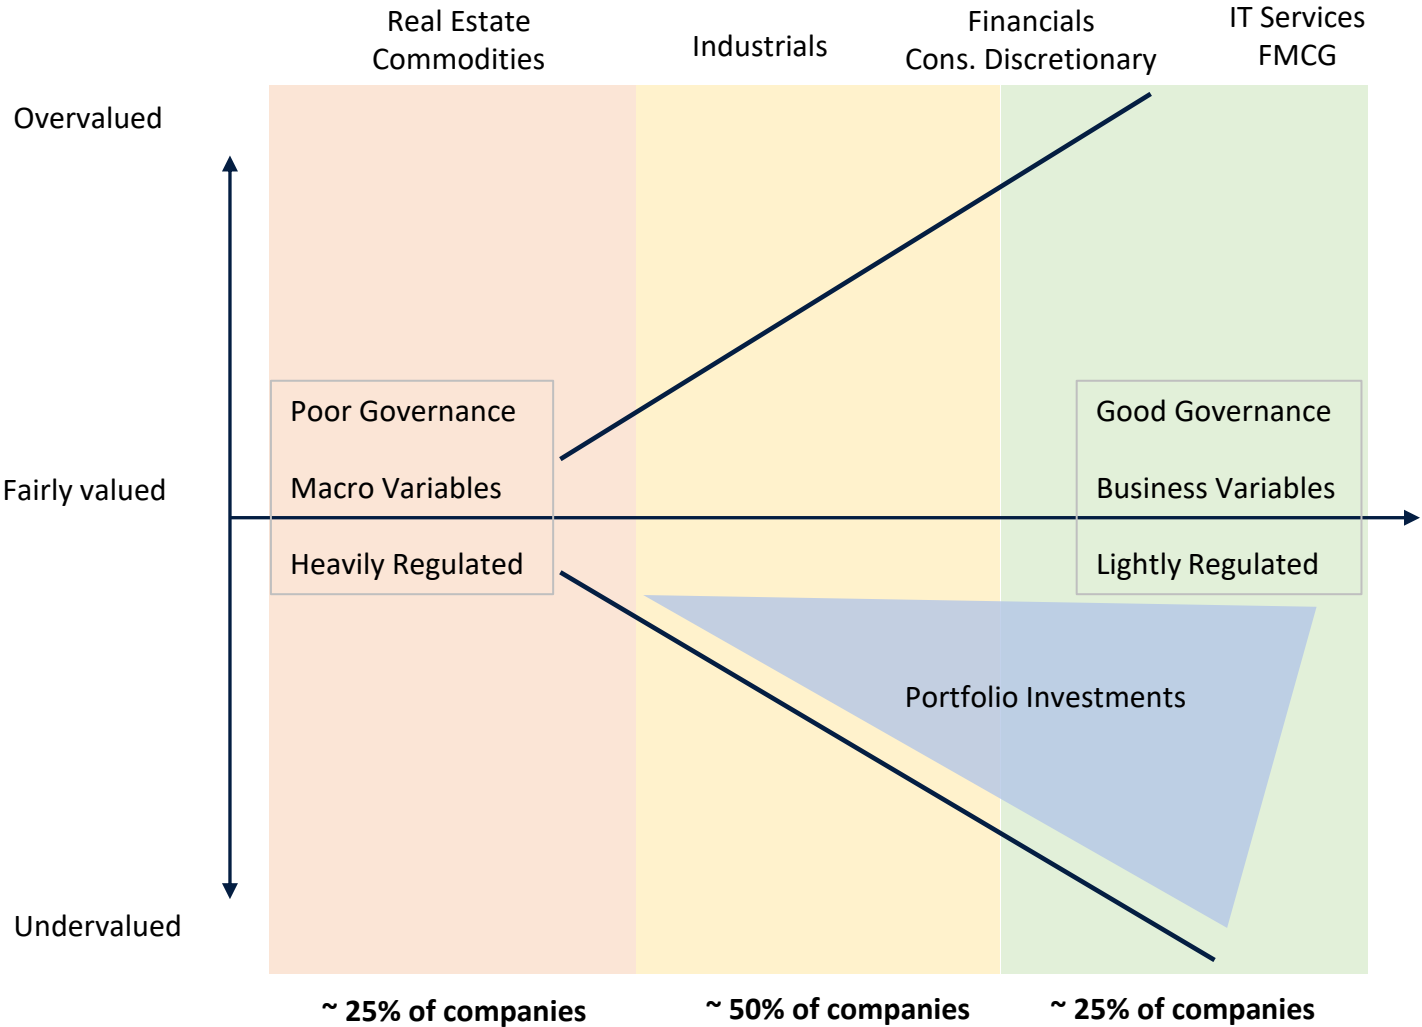 Real Estate
Commodities
Industrials
Financials
Cons. Discretionary
IT Services
FMCG
Overvalued
Poor Governance
Good Governance
Fairly valued
Macro Variables
Business Variables
Heavily Regulated
Lightly Regulated
Portfolio Investments
Undervalued
~ 25% of companies
~ 50% of companies
~ 25% of companies